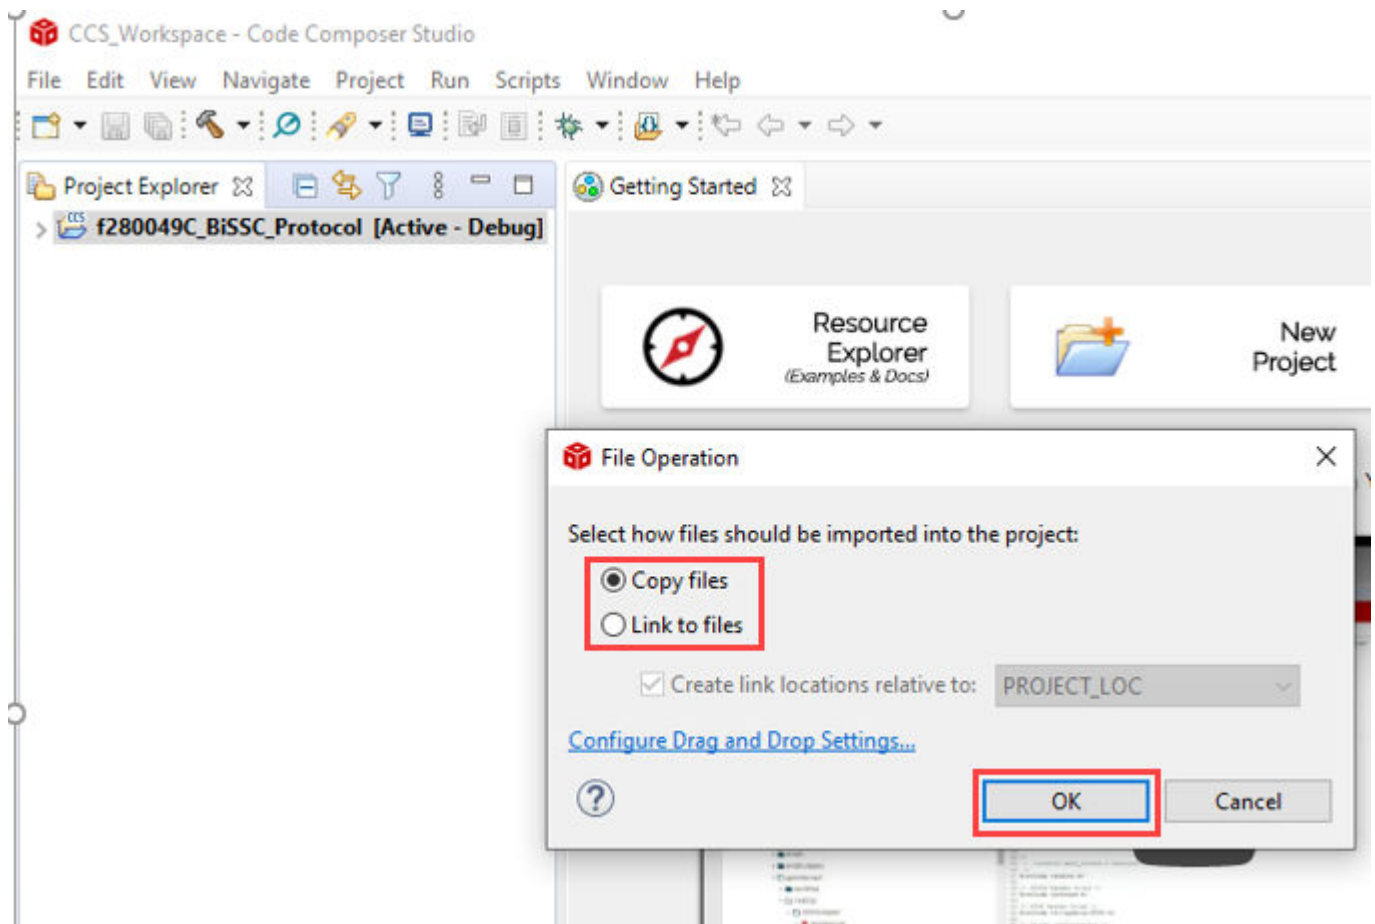 CCS_Workspace - Code Composer Studio
File Edit View Navigate Project Run Scripts Window Help
Project Explorer
Getting Started
CCS
f280049C_BiSSC_Protocol [Active - Debug]
Resource
Explorer
(Examples & Docs)
New
Project
File Operation
Select how files should be imported into the project:
Copy files
Link to files
Create link locations relative to: PROJECT_LOC
Configure Drag and Drop Settings...
?
OK Cancel